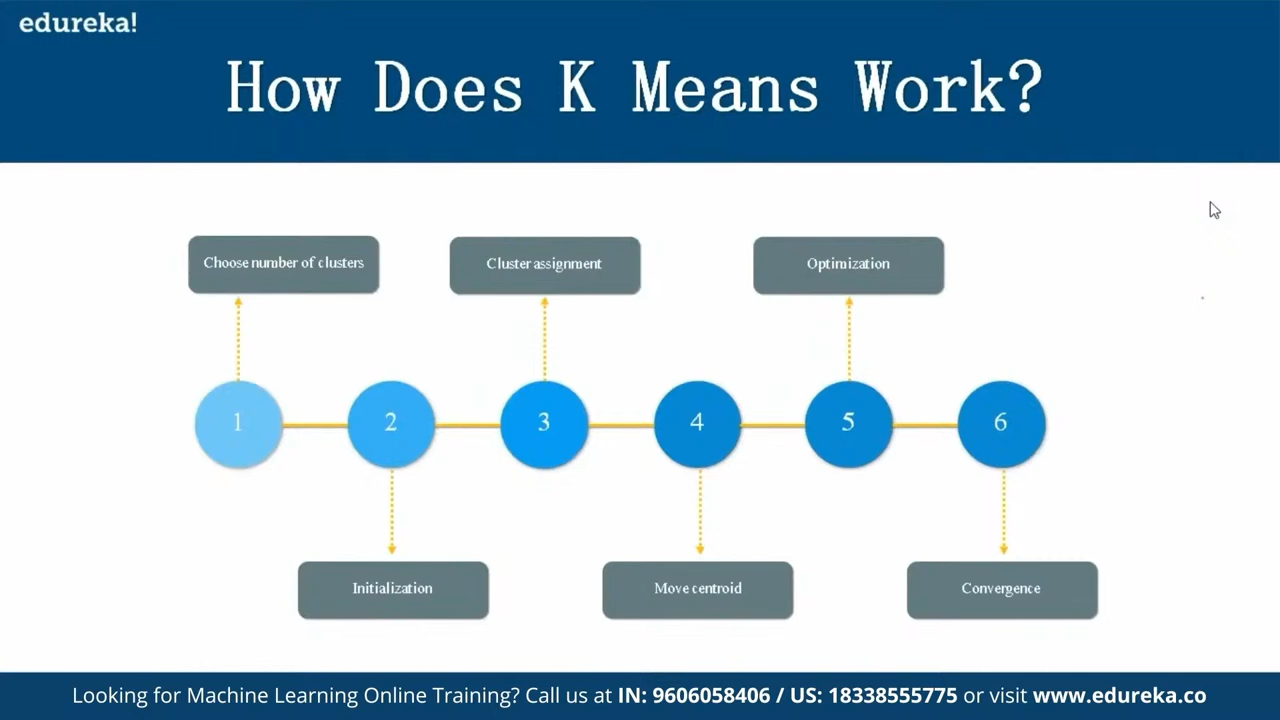 edureka!
How Does K Means Work?
Choose number of clusters
Cluster assignment
Optimization
1
2
3
4
5
6
Initialization
Move centroid
Convergence
Looking for Machine Learning Online Training? Call us at IN: 9606058406 / US: 18338555775 or visit www.edureka.co